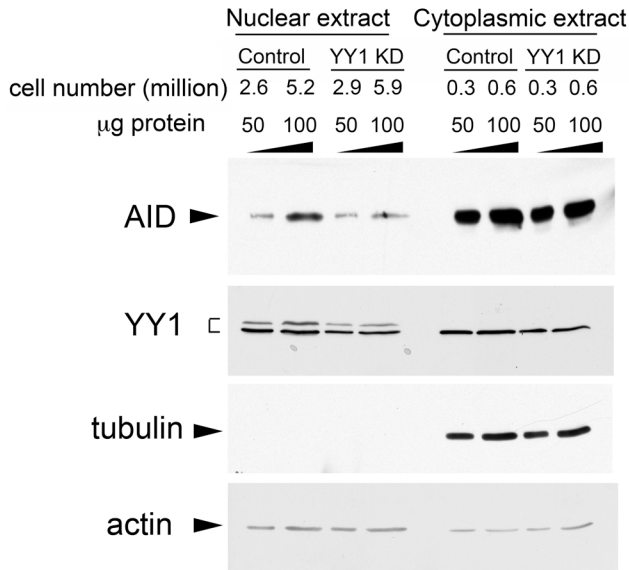 Nuclear extract Cytoplasmic extract
Control YY1 KD Control YY1 KD
cell number (million) 2.6 5.2 2.9 5.9 0.3 0.6 0.3 0.6
μg protein 50 100 50 100 50 100 50 100
AID
YY1
tubulin
actin